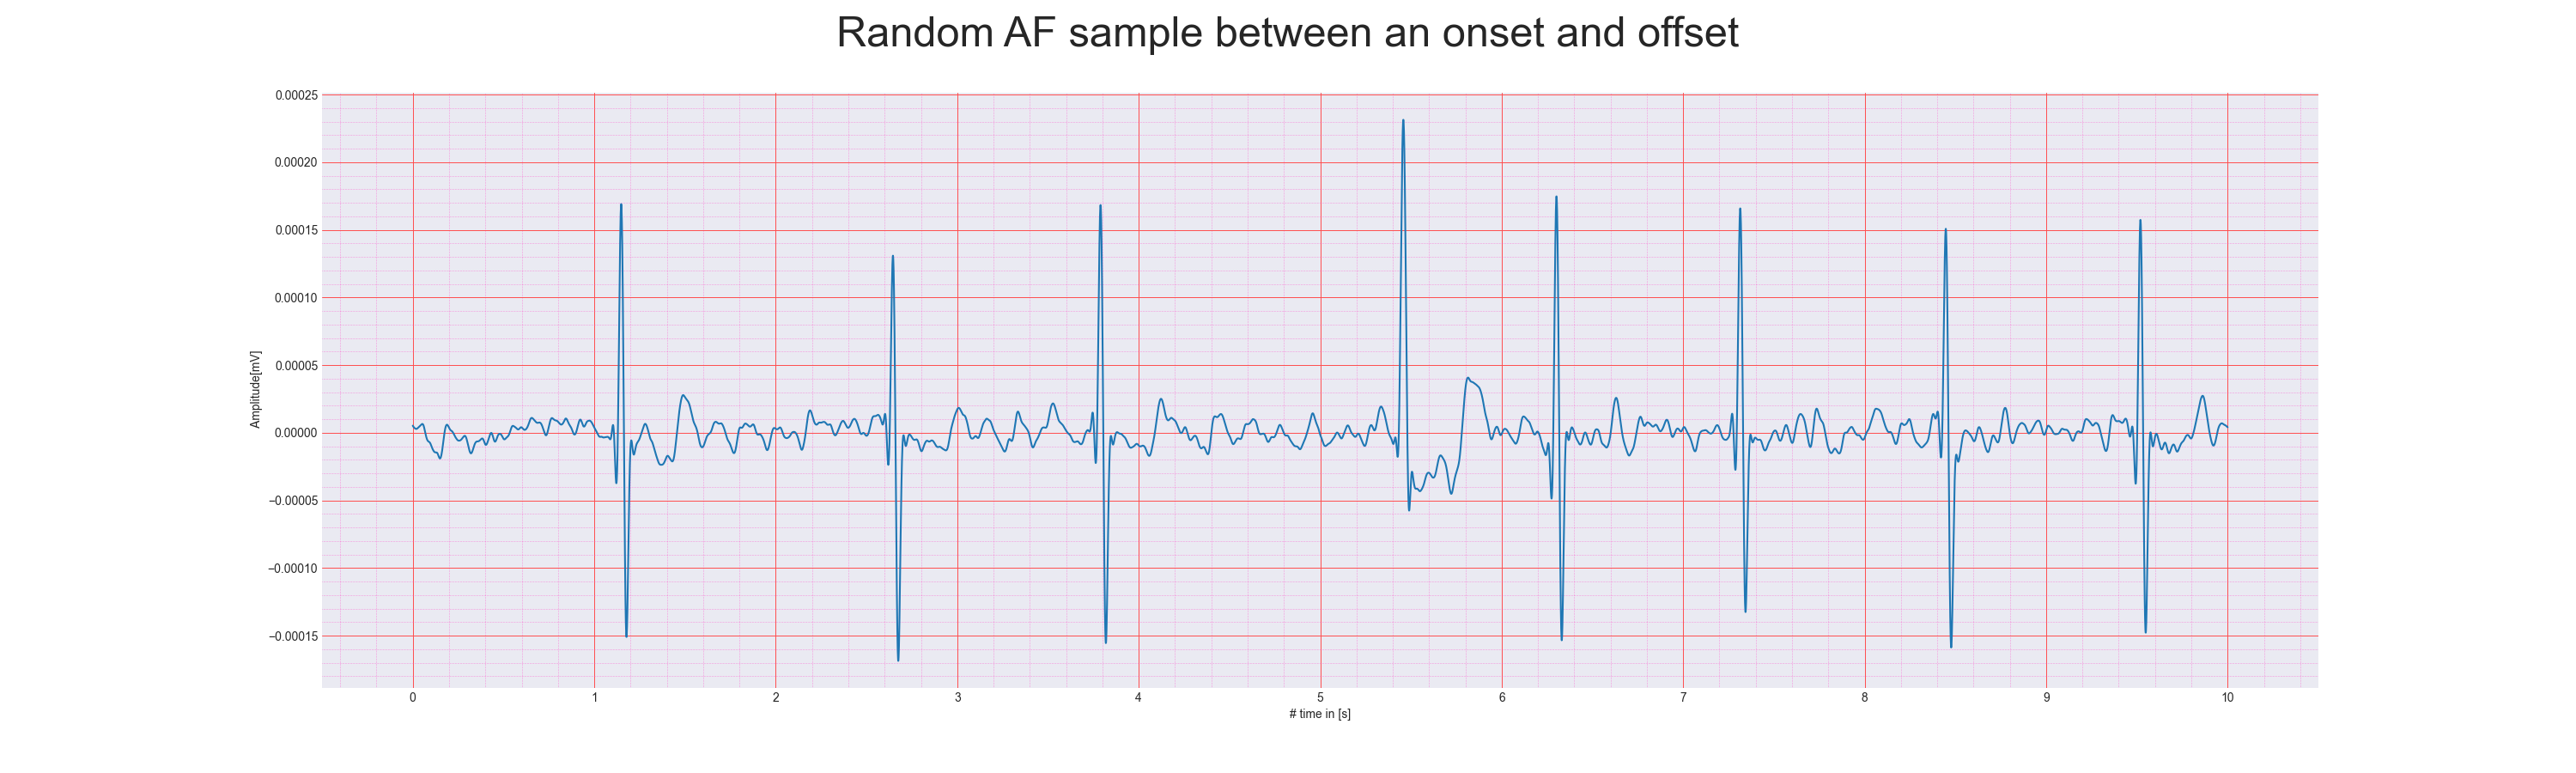 Random AF sample between an onset and offset
0.00025
0.00020
0.00015
0.00010
0.00005
0.00000
−0.00005
−0.00010
−0.00015
Amplitude[mV]
0 1 2 3 4 5 6 7 8 9 10
# time in [s]